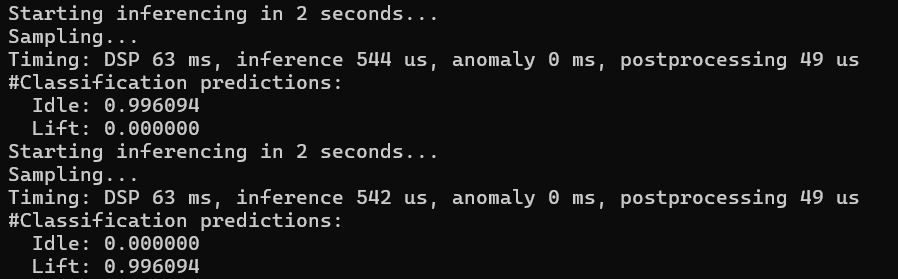 Starting inferencing in 2 seconds...
Sampling...
Timing: DSP 63 ms, inference 544 us, anomaly 0 ms, postprocessing 49 us
#Classification predictions:
  Idle: 0.996094
  Lift: 0.000000
Starting inferencing in 2 seconds...
Sampling...
Timing: DSP 63 ms, inference 542 us, anomaly 0 ms, postprocessing 49 us
#Classification predictions:
  Idle: 0.000000
  Lift: 0.996094